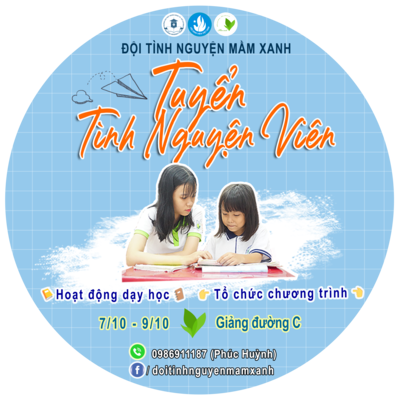 ĐỘI TÌNH NGUYỆN MẦM XANH
Tuyển
Tình Nguyện Viên
Hoạt động dạy học
Tổ chức chương trình
7/10 - 9/10
Giảng đường C
0986911187 (Phúc Huỳnh)
/doitinhnguyenmamxanh